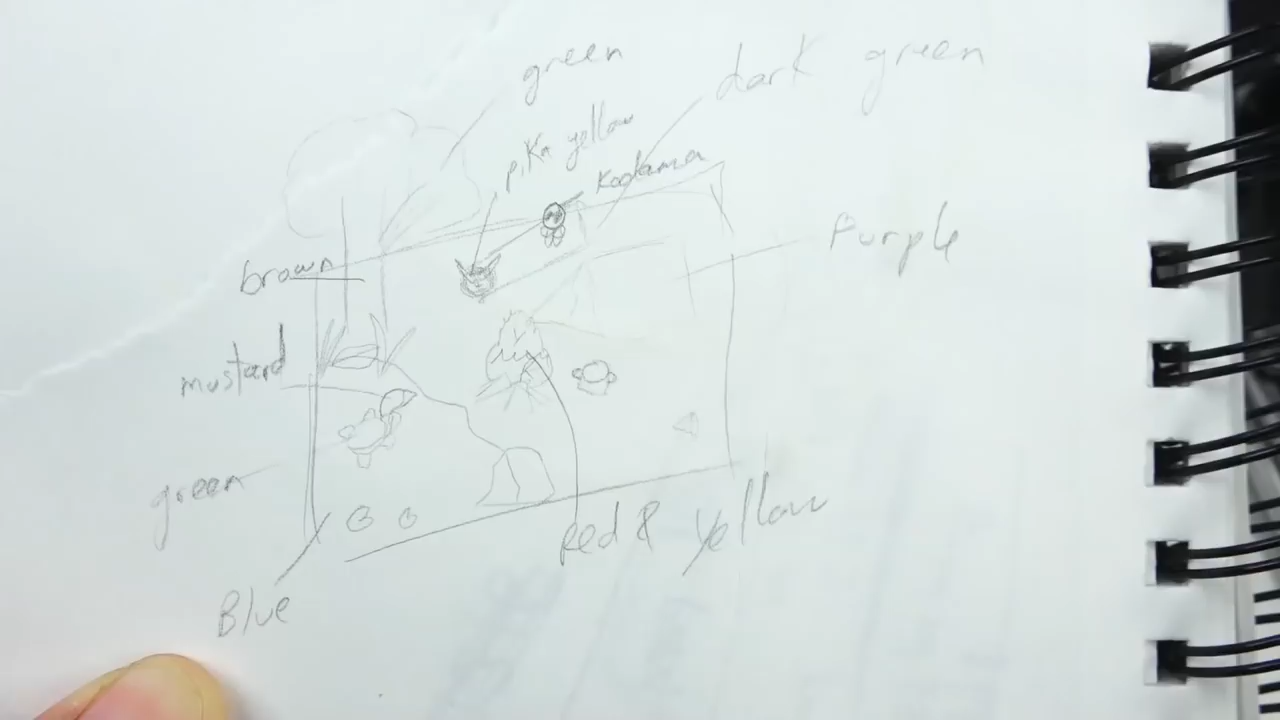 green
dark green
pika yellow
Kodama
Purple
brown
mustard
green
Red & yellow
Blue